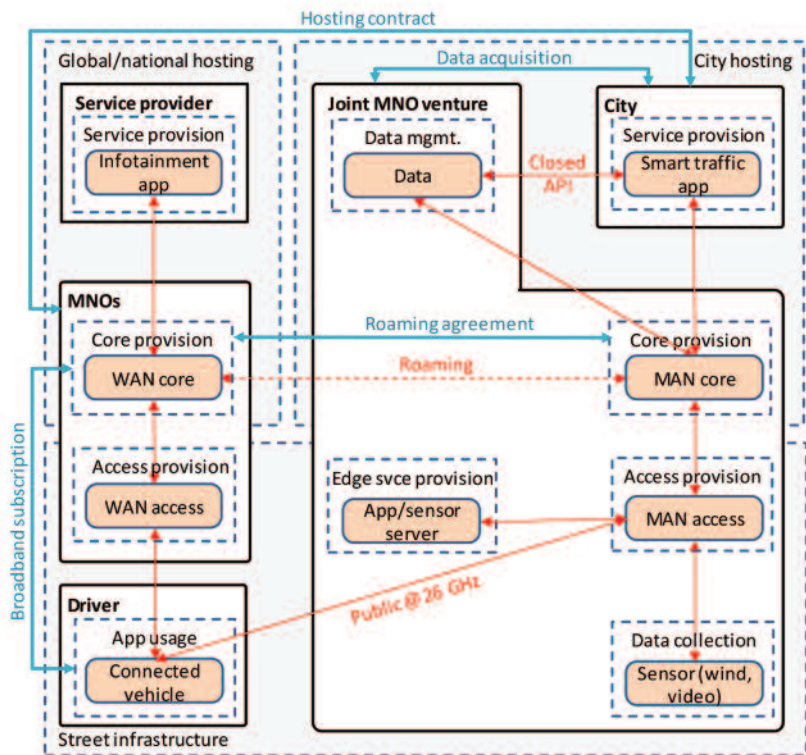 Hosting contract
Global/national hosting
Data acquisition
City hosting
Service provider
Service provision
Infotainment
app
Joint MNO venture
Data mgmt.
Data
Closed
API
City
Service provision
Smart traffic
app
MNOs
Core provision
WAN core
Roaming agreement
Roaming
Core provision
MAN core
Broadband subscription
Access provision
WAN access
Edge svce provision
App/sensor
server
Access provision
MAN access
Public @ 26 GHz
Driver
App usage
Connected
vehicle
Data collection
Sensor (wind,
video)
Street infrastructure